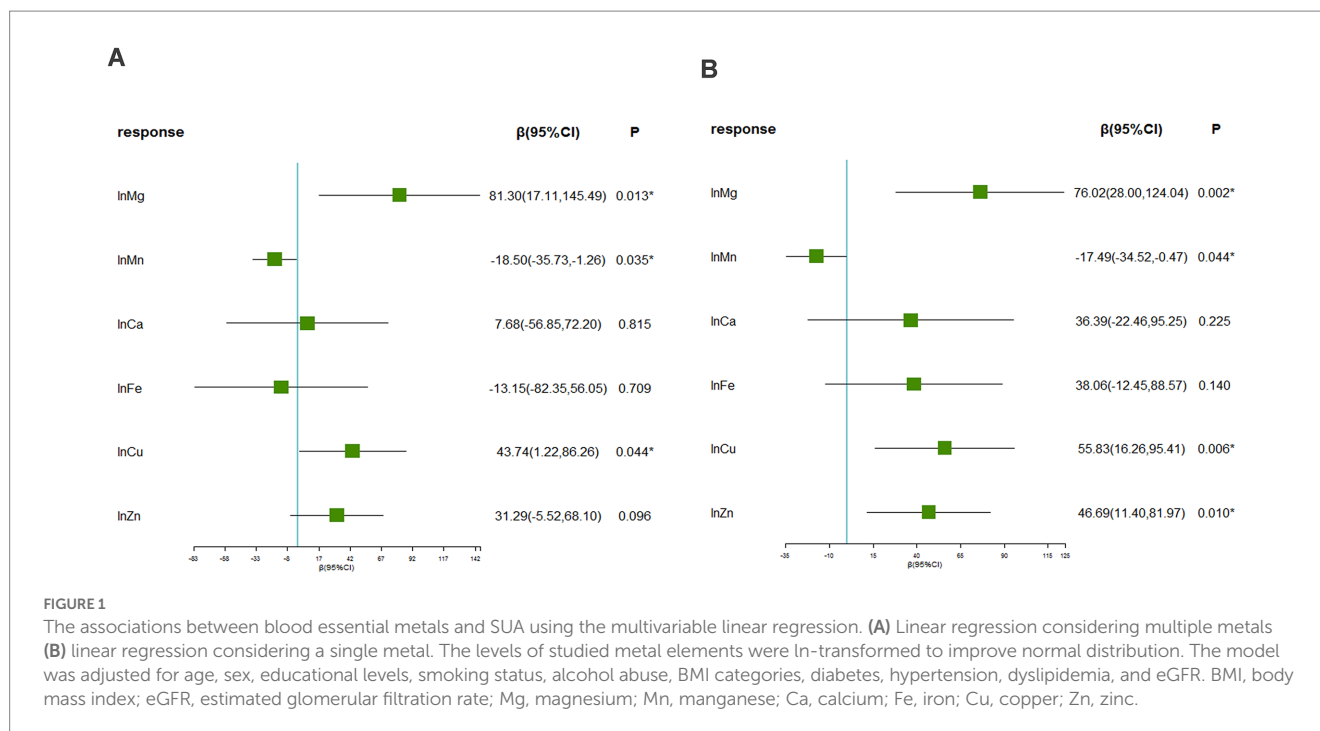 A
response β(95%CI) P
lnMg 81.30(17.11,145.49) 0.013*
lnMn -18.50(-35.73,-1.26) 0.035*
lnCa 7.68(-56.85,72.20) 0.815
lnFe -13.15(-82.35,56.05) 0.709
lnCu 43.74(1.22,86.26) 0.044*
lnZn 31.29(-5.52,68.10) 0.096
-83 -58 -33 -8 17 42 67 92 117 142
β(95%CI)
B
response β(95%CI) P
lnMg 76.02(28.00,124.04) 0.002*
lnMn -17.49(-34.52,-0.47) 0.044*
lnCa 36.39(-22.46,95.25) 0.225
lnFe 38.06(-12.45,88.57) 0.140
lnCu 55.83(16.26,95.41) 0.006*
lnZn 46.69(11.40,81.97) 0.010*
-35 -10 15 40 65 90 125
β(95%CI)
FIGURE 1
The associations between blood essential metals and SUA using the multivariable linear regression. (A) Linear regression considering multiple metals
(B) linear regression considering a single metal. The levels of studied metal elements were ln-transformed to improve normal distribution. The model
was adjusted for age, sex, educational levels, smoking status, alcohol abuse, BMI categories, diabetes, hypertension, dyslipidemia, and eGFR. BMI, body
mass index; eGFR, estimated glomerular filtration rate; Mg, magnesium; Mn, manganese; Ca, calcium; Fe, iron; Cu, copper; Zn, zinc.